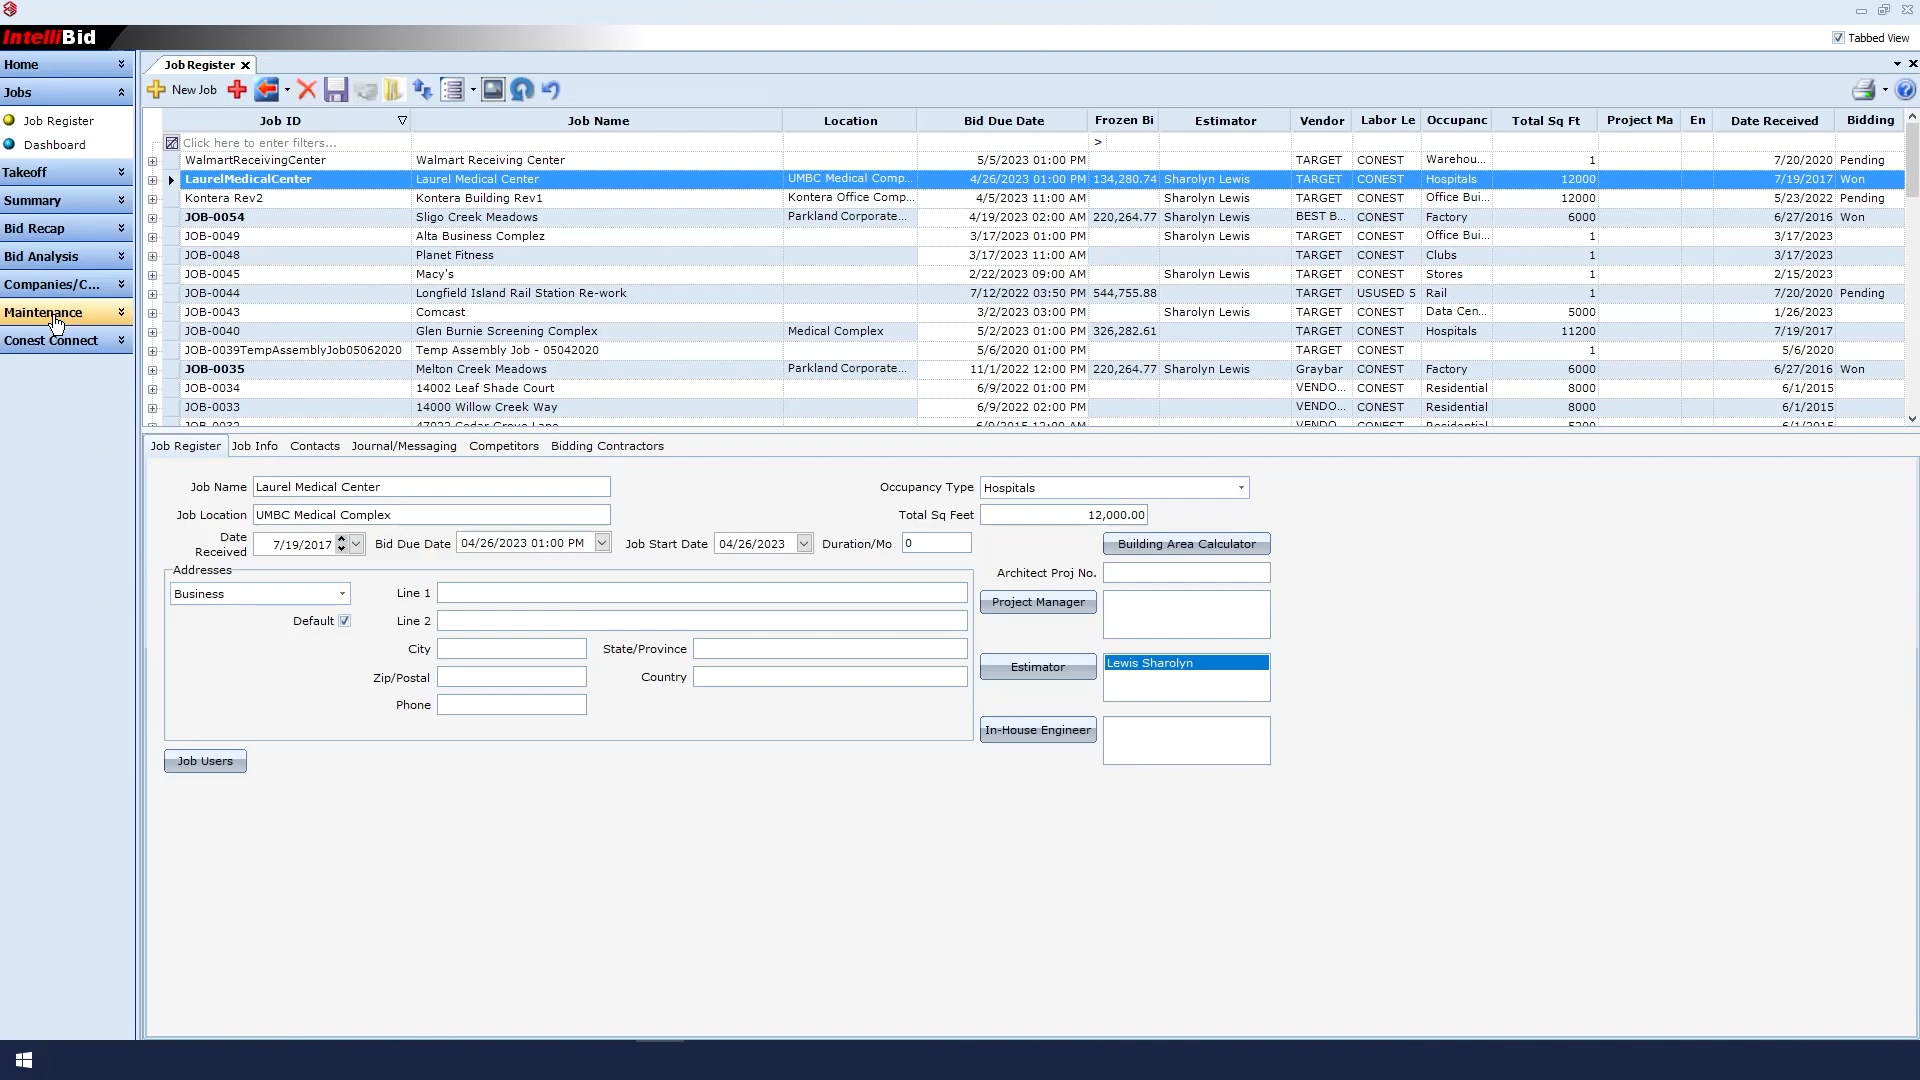 IntelliBid
Tabbed View
Home
Jobs
Job Register
Dashboard
Takeoff
Summary
Bid Recap
Bid Analysis
Companies/C...
Maintenance
Conest Connect
Job Register
New Job
Job ID Job Name Location Bid Due Date Frozen Bi Estimator Vendor Labor Le Occupanc Total Sq Ft Project Ma En Date Received Bidding
Click here to enter filters... >
WalmartReceivingCenter Walmart Receiving Center 5/5/2023 01:00 PM TARGET CONEST Warehou... 1 7/20/2020 Pending
LaurelMedicalCenter Laurel Medical Center UMBC Medical Comp... 4/26/2023 01:00 PM 134,280.74 Sharolyn Lewis TARGET CONEST Hospitals 12000 7/19/2017 Won
Kontera Rev2 Kontera Building Rev1 Kontera Office Comp... 4/5/2023 11:00 AM Sharolyn Lewis TARGET CONEST Office Bui... 12000 5/23/2022 Pending
JOB-0054 Sligo Creek Meadows Parkland Corporate... 4/19/2023 02:00 AM 220,264.77 Sharolyn Lewis BEST B... CONEST Factory 6000 6/27/2016 Won
JOB-0049 Alta Business Complez 3/17/2023 01:00 PM Sharolyn Lewis TARGET CONEST Office Bui... 1 3/17/2023
JOB-0048 Planet Fitness 3/17/2023 11:00 AM TARGET CONEST Clubs 1 3/17/2023
JOB-0045 Macy's 2/22/2023 09:00 AM Sharolyn Lewis TARGET CONEST Stores 1 2/15/2023
JOB-0044 Longfield Island Rail Station Re-work 7/12/2022 03:50 PM 544,755.88 TARGET USUSED 5 Rail 1 7/20/2020 Pending
JOB-0043 Comcast 3/2/2023 03:00 PM Sharolyn Lewis TARGET CONEST Data Cen... 5000 1/26/2023
JOB-0040 Glen Burnie Screening Complex Medical Complex 5/2/2023 01:00 PM 326,282.61 TARGET CONEST Hospitals 11200 7/19/2017
JOB-0039TempAssemblyJob05062020 Temp Assembly Job - 05042020 5/6/2020 01:00 PM TARGET CONEST 1 5/6/2020
JOB-0035 Melton Creek Meadows Parkland Corporate... 11/1/2022 12:00 PM 220,264.77 Sharolyn Lewis Graybar CONEST Factory 6000 6/27/2016 Won
JOB-0034 14002 Leaf Shade Court 6/9/2022 01:00 PM VENDO... CONEST Residential 8000 6/1/2015
JOB-0033 14000 Willow Creek Way 6/9/2022 02:00 PM VENDO... CONEST Residential 8000 6/1/2015
JOB-0032 47022 Cedar Grove Lane 6/9/2015 12:00 AM VENDO... CONEST Residential 5200 6/1/2015
Job Register Job Info Contacts Journal/Messaging Competitors Bidding Contractors
Job Name Laurel Medical Center Occupancy Type Hospitals
Job Location UMBC Medical Complex Total Sq Feet 12,000.00
Date Received 7/19/2017 Bid Due Date 04/26/2023 01:00 PM Job Start Date 04/26/2023 Duration/Mo 0 Building Area Calculator
Addresses Architect Proj No.
Business Line 1 Project Manager
Default Line 2
City State/Province Estimator Lewis Sharolyn
Zip/Postal Country
Phone In-House Engineer
Job Users